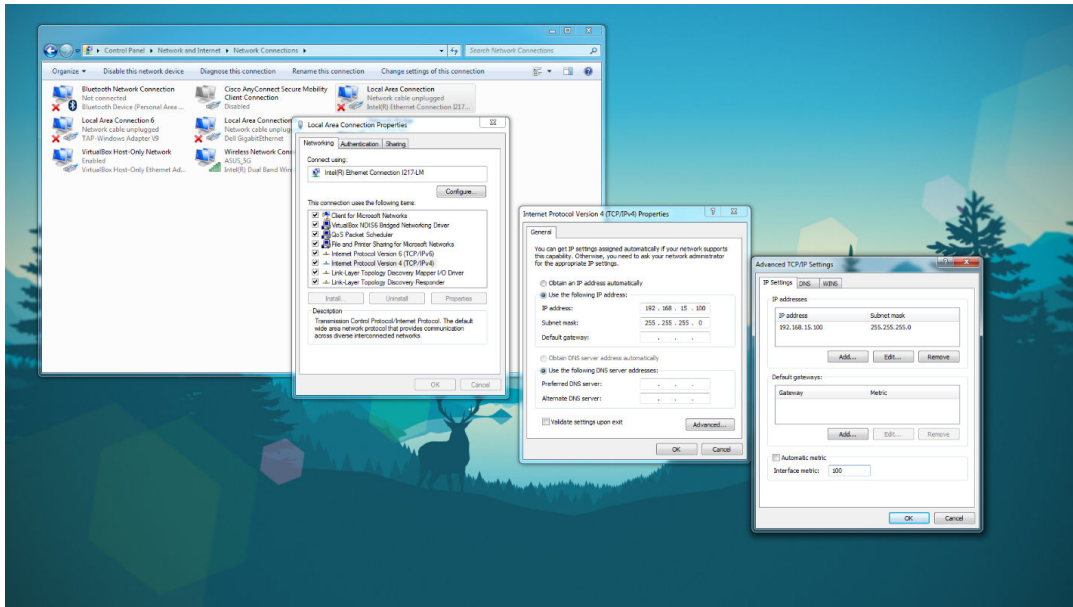 Control Panel ▸ Network and Internet ▸ Network Connections ▸
Search Network Connections
Organize
Disable this network device
Diagnose this connection
Rename this connection
Change settings of this connection
Bluetooth Network Connection
Not connected
Bluetooth Device (Personal Area ...
Cisco AnyConnect Secure Mobility
Client Connection
Disabled
Local Area Connection
Network cable unplugged
Intel(R) Ethernet Connection I217...
Local Area Connection 6
Network cable unplugged
TAP-Windows Adapter V9
Local Area Connection
Network cable
Dell GigabitEthernet
VirtualBox Host-Only Network
Enabled
VirtualBox Host-Only Ethernet Ad...
Wireless Network
ASUS_5G
Intel(R) Dual Band
Local Area Connection Properties
Networking
Authentication
Sharing
Connect using:
Intel(R) Ethernet Connection I217-LM
Configure...
This connection uses the following items:
Client for Microsoft Networks
VirtualBox NDIS6 Bridged Networking Driver
QoS Packet Scheduler
File and Printer Sharing for Microsoft Networks
Internet Protocol Version 6 (TCP/IPv6)
Internet Protocol Version 4 (TCP/IPv4)
Link-Layer Topology Discovery Mapper I/O Driver
Link-Layer Topology Discovery Responder
Install...
Uninstall
Properties
Description
Transmission Control Protocol/Internet Protocol. The default
wide area network protocol that provides communication
across diverse interconnected networks.
OK
Cancel
Internet Protocol Version 4 (TCP/IPv4) Properties
General
You can get IP settings assigned automatically if your network supports
this capability. Otherwise, you need to ask your network administrator
for the appropriate IP settings.
Obtain an IP address automatically
Use the following IP address:
IP address:
192 . 168 . 15 . 100
Subnet mask:
255 . 255 . 255 . 0
Default gateway:
Obtain DNS server address automatically
Use the following DNS server addresses:
Preferred DNS server:
Alternate DNS server:
Validate settings upon exit
Advanced...
OK
Cancel
Advanced TCP/IP Settings
IP Settings
DNS
WINS
IP addresses
IP address
Subnet mask
192.168.15.100
255.255.255.0
Add...
Edit...
Remove
Default gateways:
Gateway
Metric
Add...
Edit...
Remove
Automatic metric
Interface metric:
100
OK
Cancel